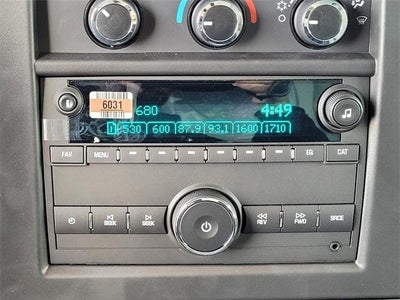 6031
680
4:49
1 530 600 87.9 93.1 1600 1710
FAV MENU EQ CAT
SEEK SEEK REV FWD SRCE